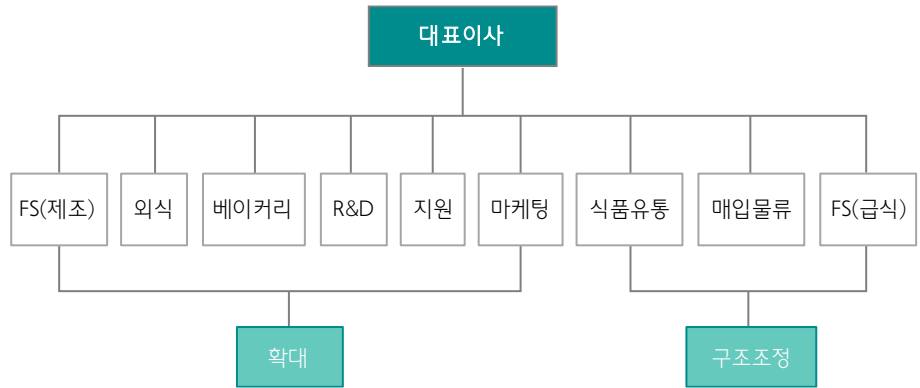 대표이사
FS(제조)
외식
베이커리
R&D
지원
마케팅
식품유통
매입물류
FS(급식)
확대
구조조정